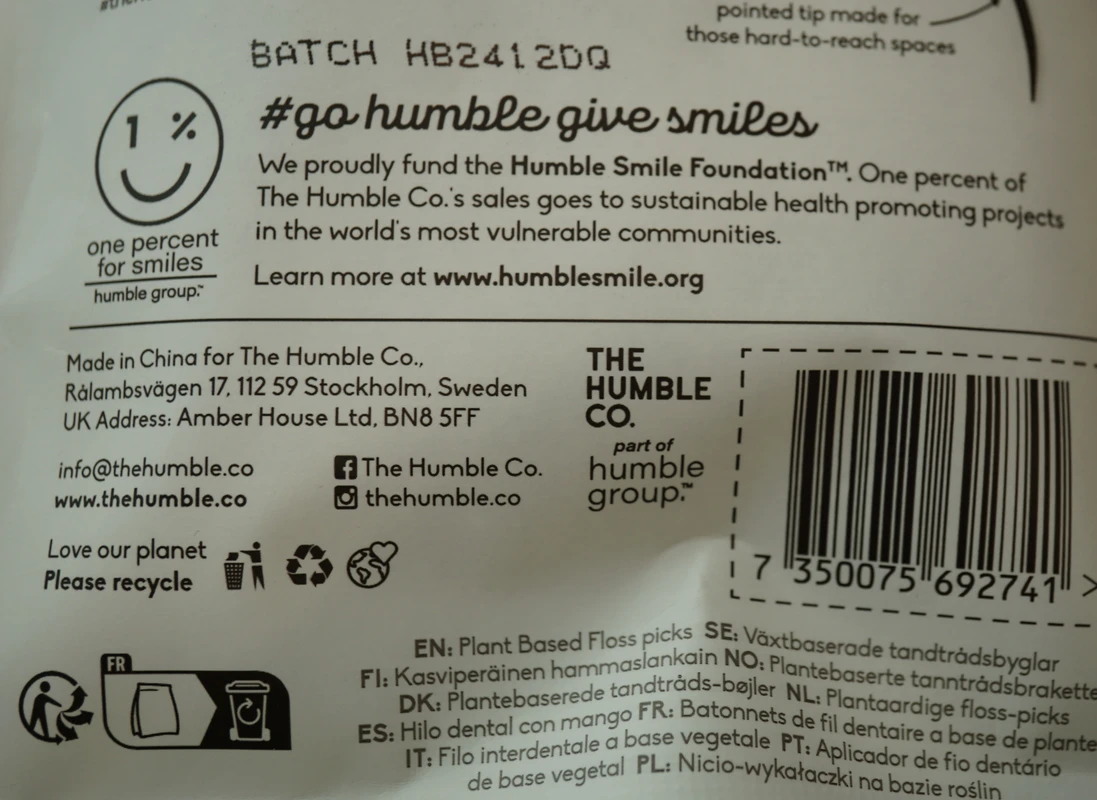 pointed tip made for
those hard-to-reach spaces
BATCH HB2412DQ
1 %
#go humble give smiles
We proudly fund the Humble Smile Foundation™. One percent of
The Humble Co.'s sales goes to sustainable health promoting projects
in the world's most vulnerable communities.
Learn more at www.humblesmile.org
one percent
for smiles
humble group.™
Made in China for The Humble Co.,
Rålambsvägen 17, 112 59 Stockholm, Sweden
UK Address: Amber House Ltd, BN8 5FF
info@thehumble.co
www.thehumble.co
The Humble Co.
thehumble.co
THE
HUMBLE
CO.
part of
humble
group.™
7 350075 692741 >
Love our planet
Please recycle
FR
EN: Plant Based Floss picks SE: Växtbaserade tandtrådsbyglar
FI: Kasviperäinen hammaslankain NO: Plantebaserte tanntrådsbrakette
DK: Plantebaserede tandtråds-bøjler NL: Plantaardige floss-picks
ES: Hilo dental con mango FR: Batonnets de fil dentaire a base de plante
IT: Filo interdentale a base vegetale PT: Aplicador de fio dentário
de base vegetal PL: Nicio-wykałaczki na bazie roślin